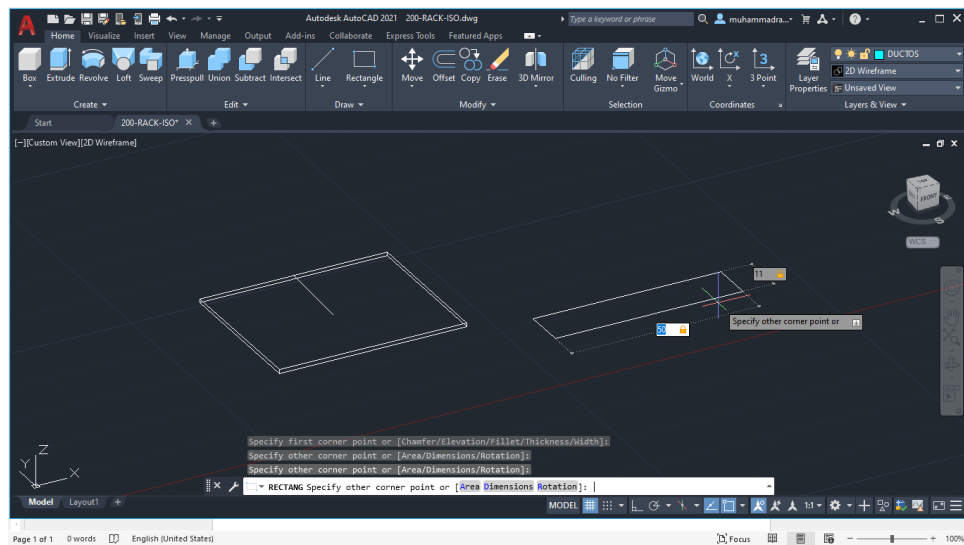 Autodesk AutoCAD 2021 200-RACK-ISO.dwg
Type a keyword or phrase
muhammadra...
Home Visualize Insert View Manage Output Add-ins Collaborate Express Tools Featured Apps
Box Extrude Revolve Loft Sweep Presspull Union Subtract Intersect Line Rectangle Move Offset Copy Erase 3D Mirror Culling No Filter Move Gizmo World X 3 Point Layer Properties
DUCTOS
2D Wireframe
Unsaved View
Create Edit Draw Modify Selection Coordinates Layers & View
Start 200-RACK-ISO*
[−][Custom View][2D Wireframe]
FRONT
W S
WCS
11
50
Specify other corner point or
Specify first corner point or [Chamfer/Elevation/Fillet/Thickness/Width]:
Specify other corner point or [Area/Dimensions/Rotation]:
Specify other corner point or [Area/Dimensions/Rotation]:
RECTANG Specify other corner point or [Area Dimensions Rotation]:
Z
Y
X
Model Layout1
MODEL
1:1
Page 1 of 1 0 words English (United States)
Focus
100%